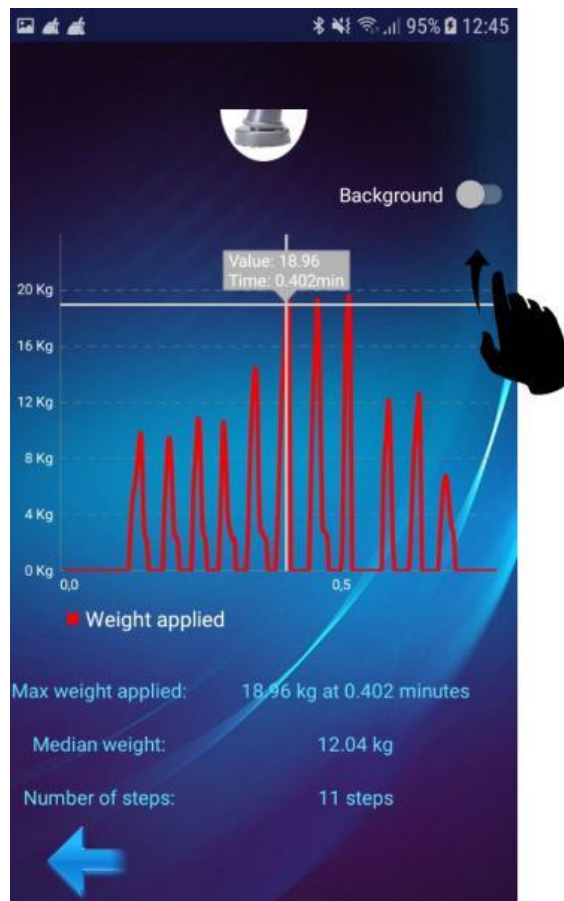 95% 12:45
Background
Value: 18.96
Time: 0.402min
20 Kg
16 Kg
12 Kg
8 Kg
4 Kg
0 Kg
0,0 0,5
Weight applied
Max weight applied: 18.96 kg at 0.402 minutes
Median weight: 12.04 kg
Number of steps: 11 steps